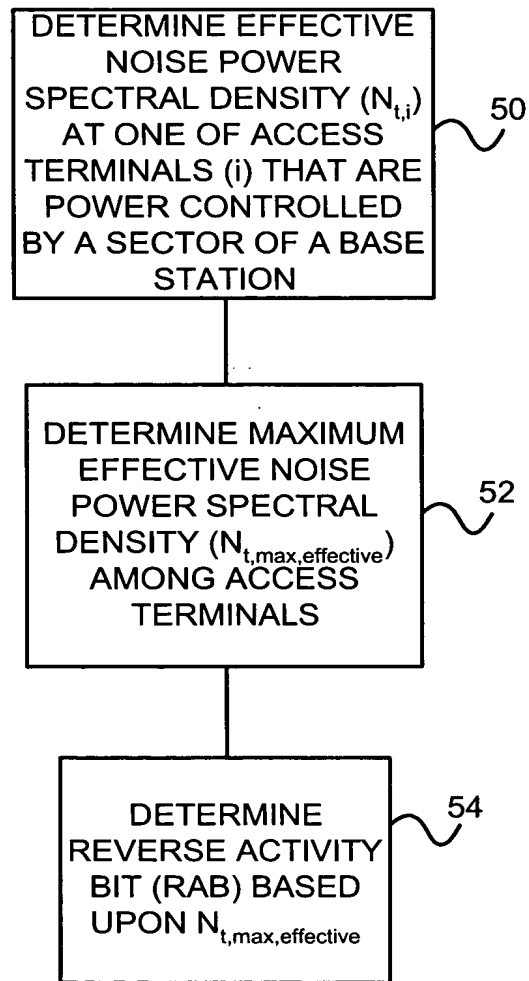 DETERMINE EFFECTIVE
NOISE POWER
SPECTRAL DENSITY (Nt,i)
AT ONE OF ACCESS
TERMINALS (i) THAT ARE
POWER CONTROLLED
BY A SECTOR OF A BASE
STATION
50
DETERMINE MAXIMUM
EFFECTIVE NOISE
POWER SPECTRAL
DENSITY (Nt,max,effective)
AMONG ACCESS
TERMINALS
52
DETERMINE
REVERSE ACTIVITY
BIT (RAB) BASED
UPON Nt,max,effective
54